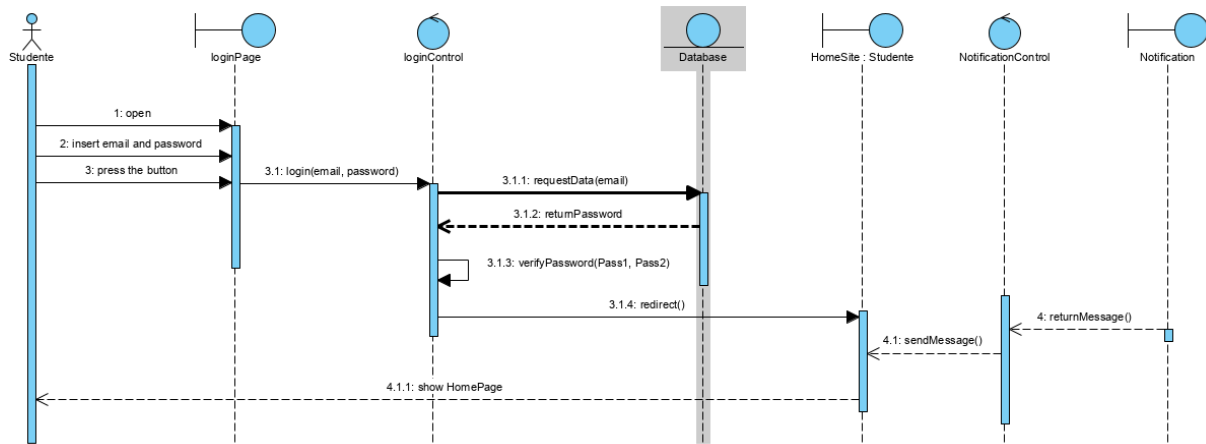 Studente
loginPage
loginControl
Database
HomeSite : Studente
NotificationControl
Notification
1: open
2: insert email and password
3: press the button
3.1: login(email, password)
3.1.1: requestData(email)
3.1.2: returnPassword
3.1.3: verifyPassword(Pass1, Pass2)
3.1.4: redirect()
4: returnMessage()
4.1: sendMessage()
4.1.1: show HomePage